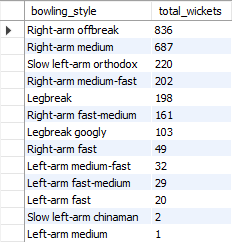 bowling_style total_wickets
Right-arm offbreak 836
Right-arm medium 687
Slow left-arm orthodox 220
Right-arm medium-fast 202
Legbreak 198
Right-arm fast-medium 161
Legbreak googly 103
Right-arm fast 49
Left-arm medium-fast 32
Left-arm fast-medium 29
Left-arm fast 20
Slow left-arm chinaman 2
Left-arm medium 1